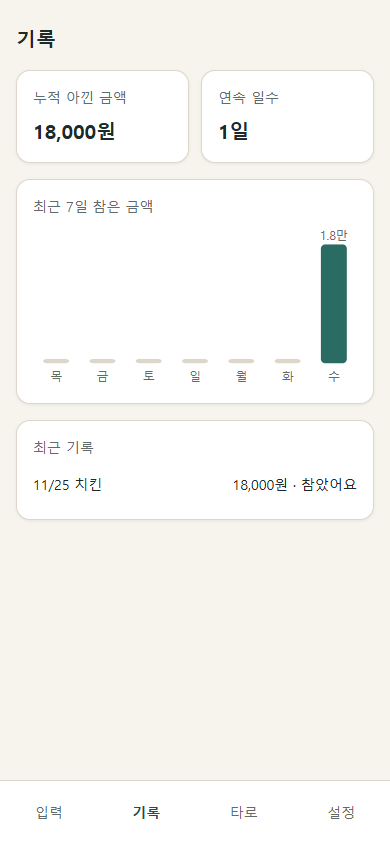 기록
누적 아낀 금액
18,000원
연속 일수
1일
최근 7일 참은 금액
1.8만
목 금 토 일 월 화 수
최근 기록
11/25 치킨 18,000원 · 참았어요
입력 기록 타로 설정